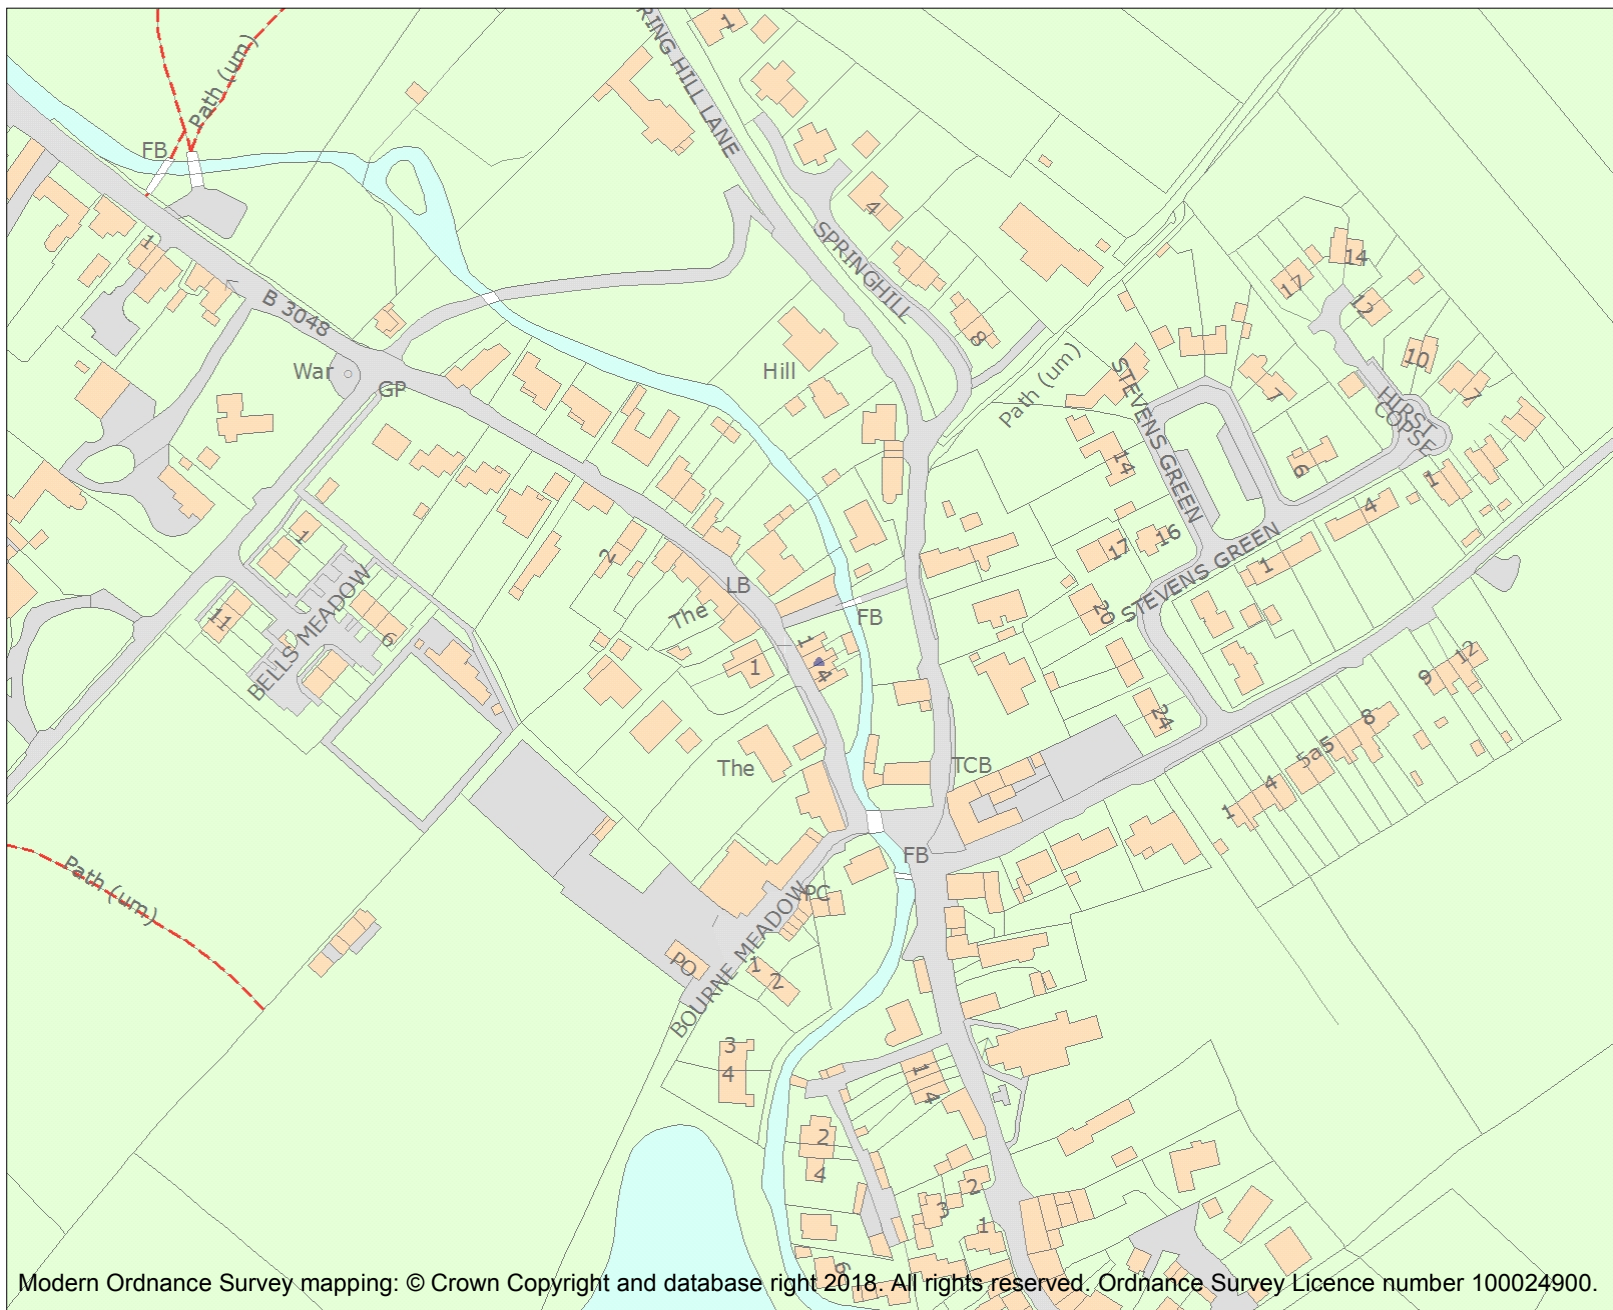 1
RING HILL LANE
Path (um)
FB
4
SPRINGHILL
14
17
12
1
B 3048
8
10
War
GP
Hill
Path (um)
STEVENS GREEN
7
7
HIRST
COPSE
14
6
1
4
1
2
17
16
1
LB
The
FB
STEVENS GREEN
20
11
BELLS MEADOW
6
1
1
4
12
9
24
8
5a5
The
TCB
4
1
FB
Path (um)
PC
BOURNE MEADOW
PO
1
2
3
4
1
4
2
4
2
3
1
6
Modern Ordnance Survey mapping: © Crown Copyright and database right 2018. All rights reserved. Ordnance Survey Licence number 100024900.